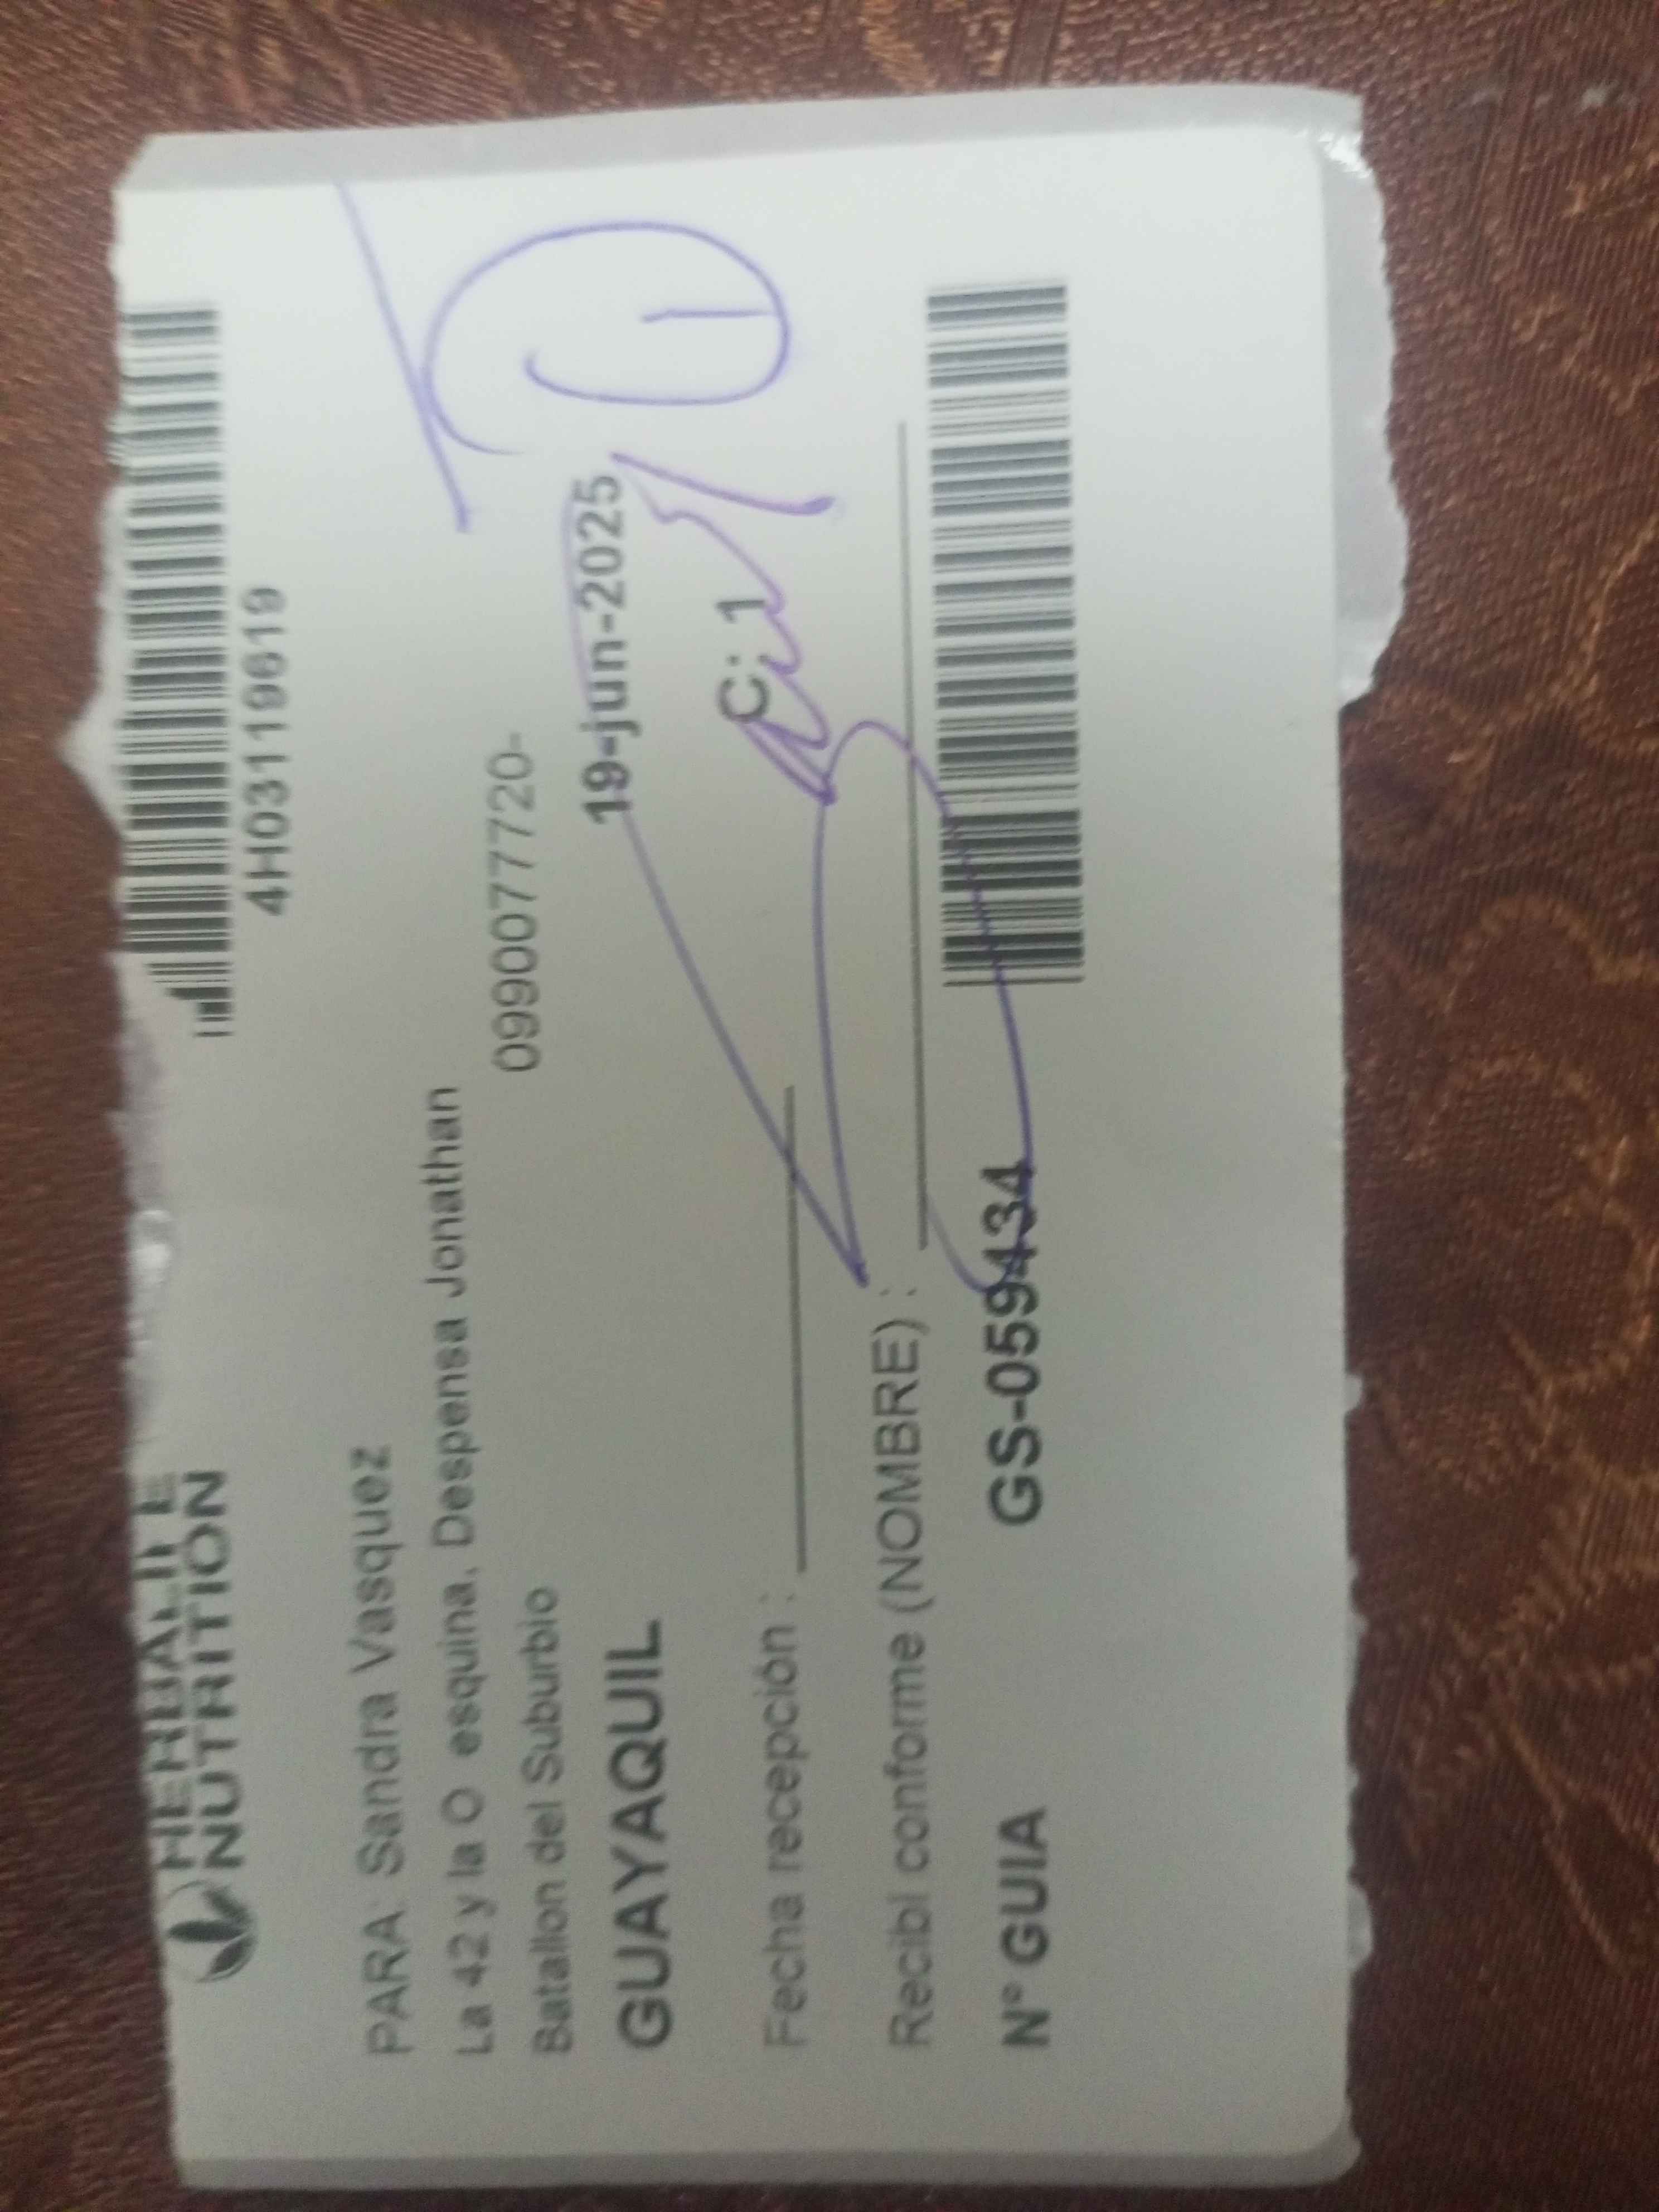 HERBALIFE
NUTRITION
4H03119619
PARA: Sandra Vasquez
La 42 y la O esquina, Despensa Jonathan
0990077720-
Batallon del Suburbio
GUAYAQUIL
19-jun-2025
Fecha recepción :
C: 1
Recibi conforme (NOMBRE) :
N° GUIA
GS-059434